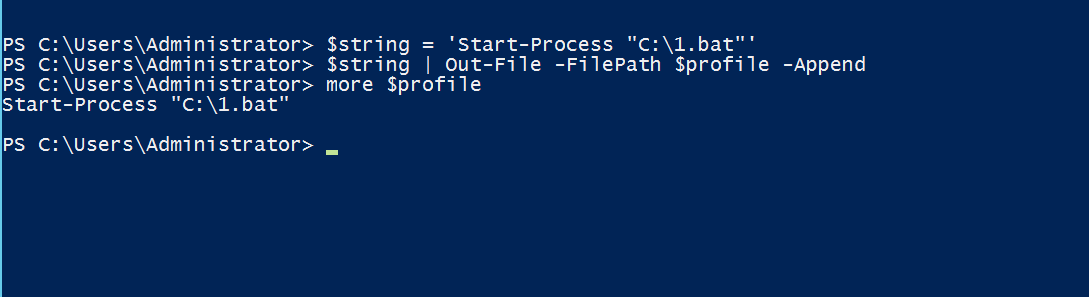 PS C:\Users\Administrator> $string = 'Start-Process "C:\1.bat"'
PS C:\Users\Administrator> $string | Out-File -FilePath $profile -Append
PS C:\Users\Administrator> more $profile
Start-Process "C:\1.bat"
PS C:\Users\Administrator>